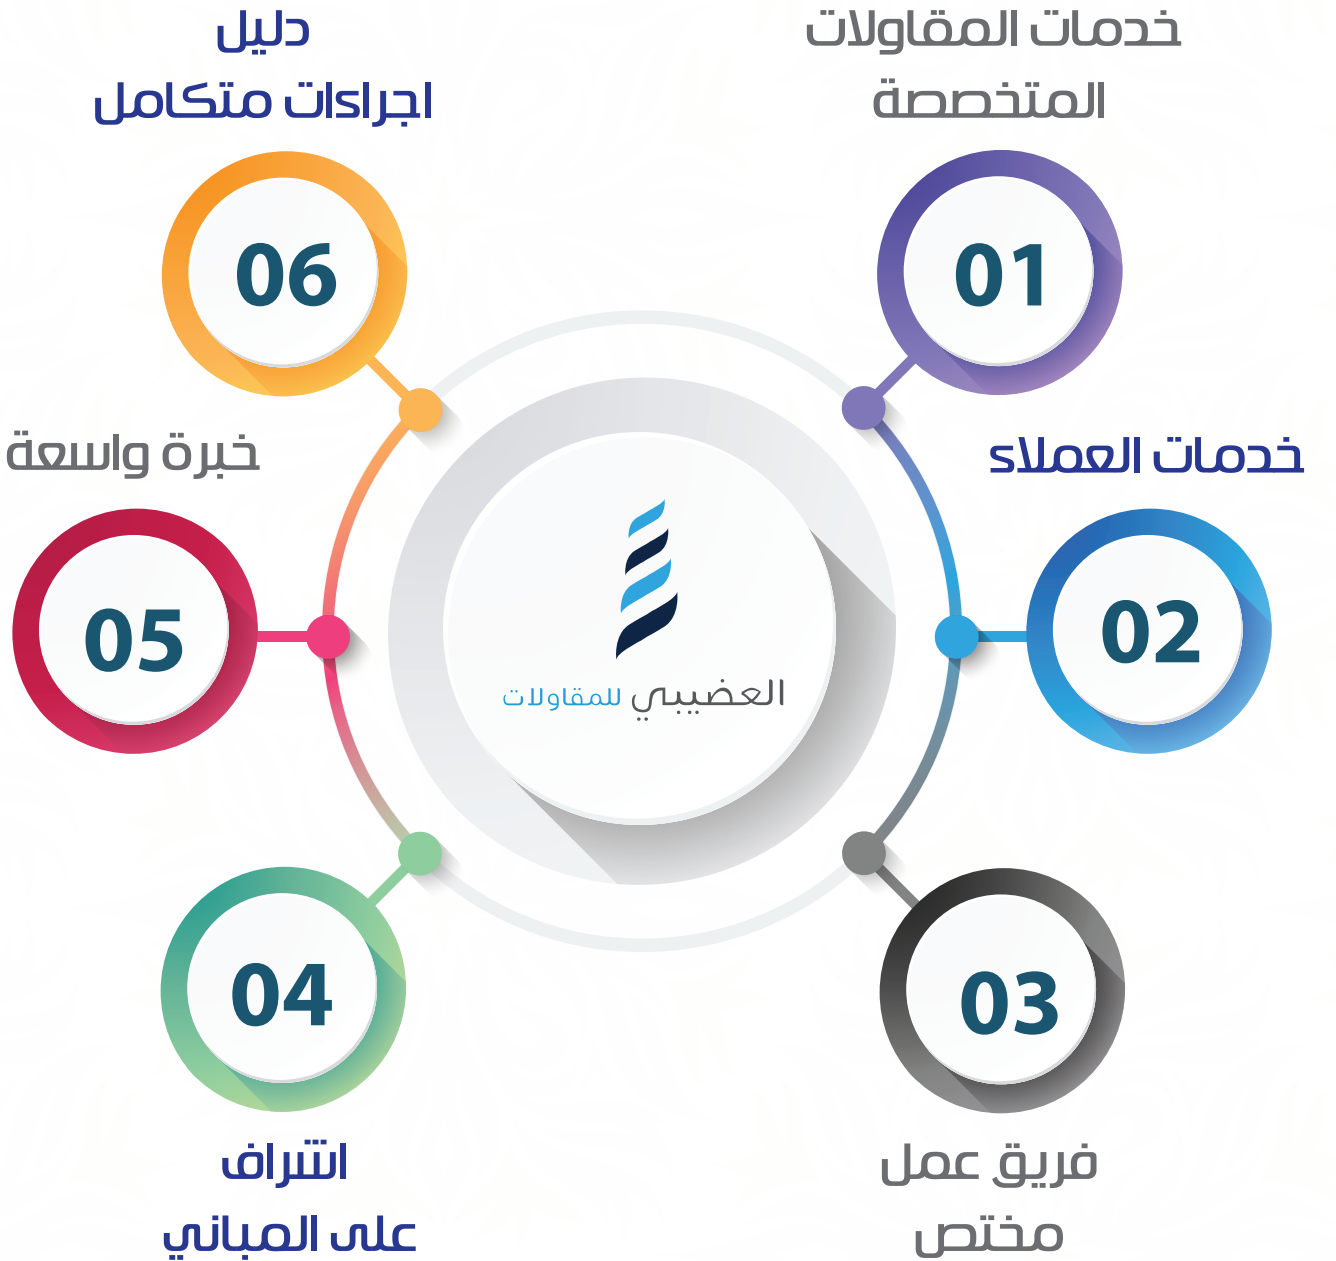 خدمات المقاولات
المتخصصة
01
خدمات العملاء
02
03
فريق عمل
مختص
04
اشراف
على المباني
خبرة واسعة
05
دليل
اجراءات متكامل
06
العضيبي للمقاولات